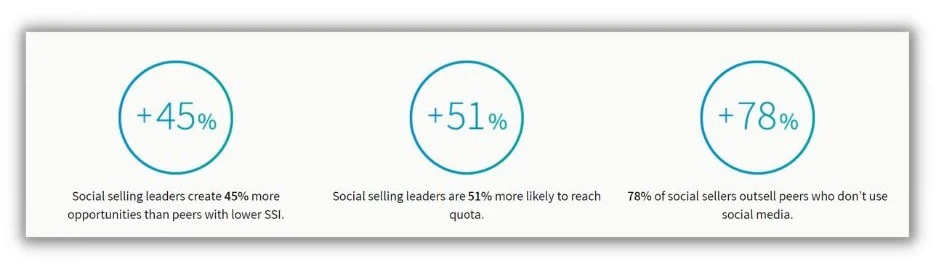 +45%
Social selling leaders create 45% more
opportunities than peers with lower SSI.
+51%
Social selling leaders are 51% more likely to reach
quota.
+78%
78% of social sellers outsell peers who don't use
social media.